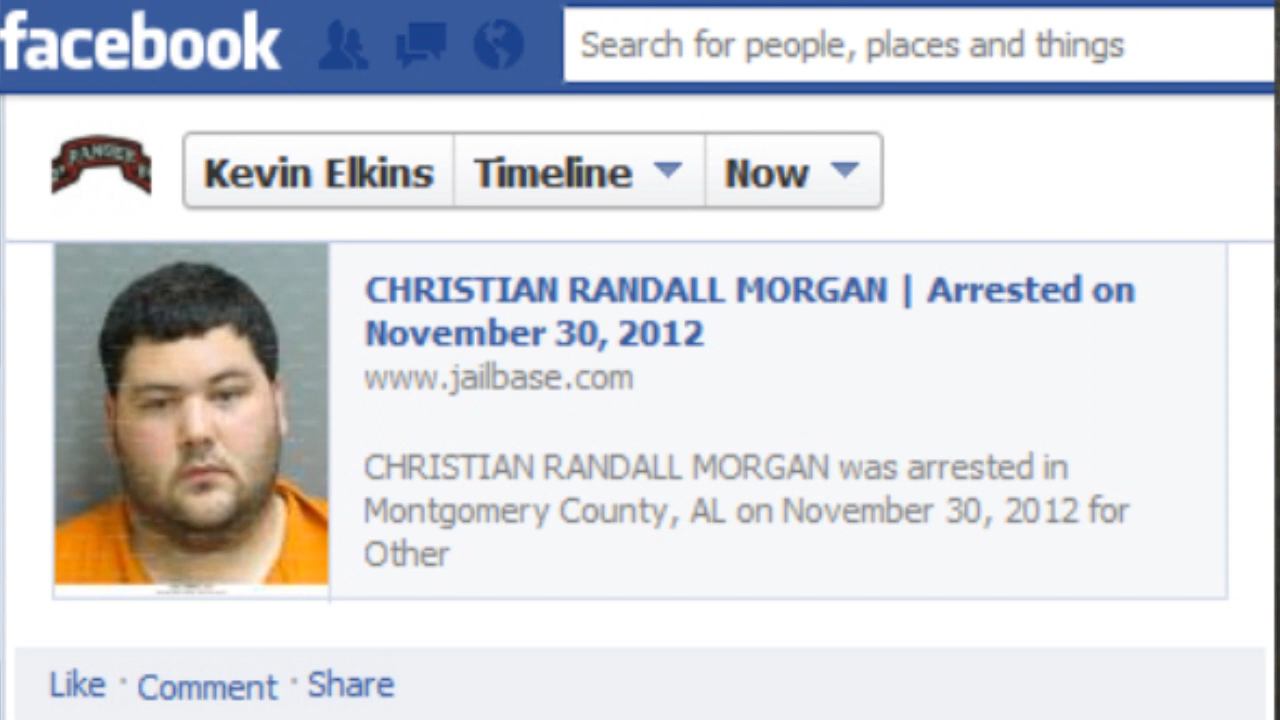 facebook
Search for people, places and things
RANGER
Kevin Elkins
Timeline
Now
CHRISTIAN RANDALL MORGAN | Arrested on
November 30, 2012
www.jailbase.com
CHRISTIAN RANDALL MORGAN was arrested in
Montgomery County, AL on November 30, 2012 for
Other
Like · Comment · Share